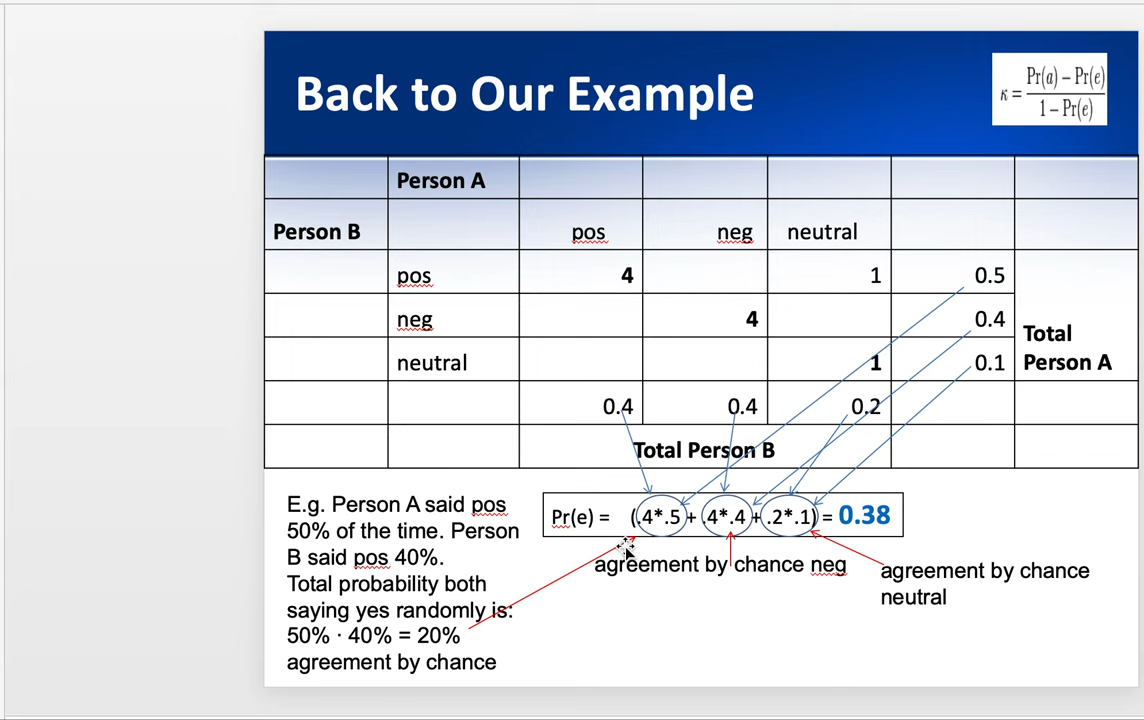 Back to Our Example
κ = Pr(a) − Pr(e) / 1 − Pr(e)
Person A
Person B pos neg neutral
pos 4 1 0.5
neg 4 0.4
neutral 1 0.1
Total
Person A
0.4 0.4 0.2
Total Person B
Pr(e) = (.4*.5 + .4*.4 + .2*.1) = 0.38
E.g. Person A said pos
50% of the time. Person
B said pos 40%.
Total probability both
saying yes randomly is:
50% · 40% = 20%
agreement by chance
agreement by chance neg
agreement by chance
neutral